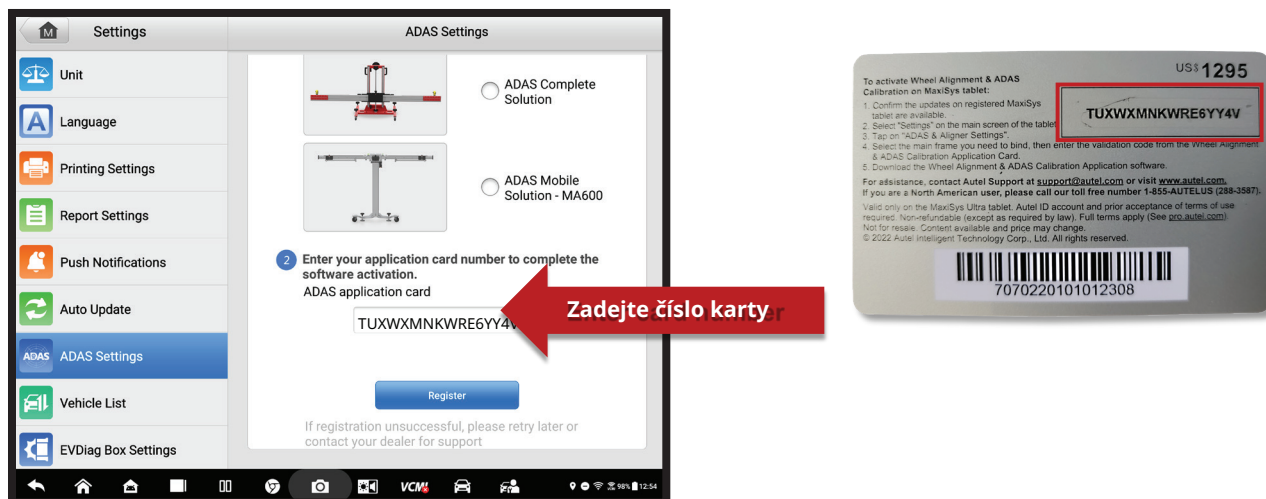 M
Settings
ADAS Settings
Unit
A
Language
Printing Settings
Report Settings
Push Notifications
Auto Update
ADAS
ADAS Settings
Vehicle List
EVDiag Box Settings
ADAS Complete
Solution
ADAS Mobile
Solution - MA600
2 Enter your application card number to complete the
software activation.
ADAS application card
TUXWXMNKWRE6YY4V
Zadejte číslo karty
Register
If registration unsuccessful, please retry later or
contact your dealer for support
VCMI
98% 12:54
US$ 1295
To activate Wheel Alignment & ADAS
Calibration on MaxiSys tablet:
1. Confirm the updates on registered MaxiSys
tablet are available.
2. Select "Settings" on the main screen of the tablet
3. Tap on "ADAS & Aligner Settings".
4. Select the main frame you need to bind, then enter the validation code from the Wheel Alignment
& ADAS Calibration Application Card.
5. Download the Wheel Alignment & ADAS Calibration Application software.
TUXWXMNKWRE6YY4V
For assistance, contact Autel Support at support@autel.com or visit www.autel.com.
If you are a North American user, please call our toll free number 1-855-AUTELUS (288-3587).
Valid only on the MaxiSys Ultra tablet. Autel ID account and prior acceptance of terms of use
required. Non-refundable (except as required by law). Full terms apply (See pro.autel.com).
Not for resale. Content available and price may change.
© 2022 Autel Intelligent Technology Corp., Ltd. All rights reserved.
7070220101012308